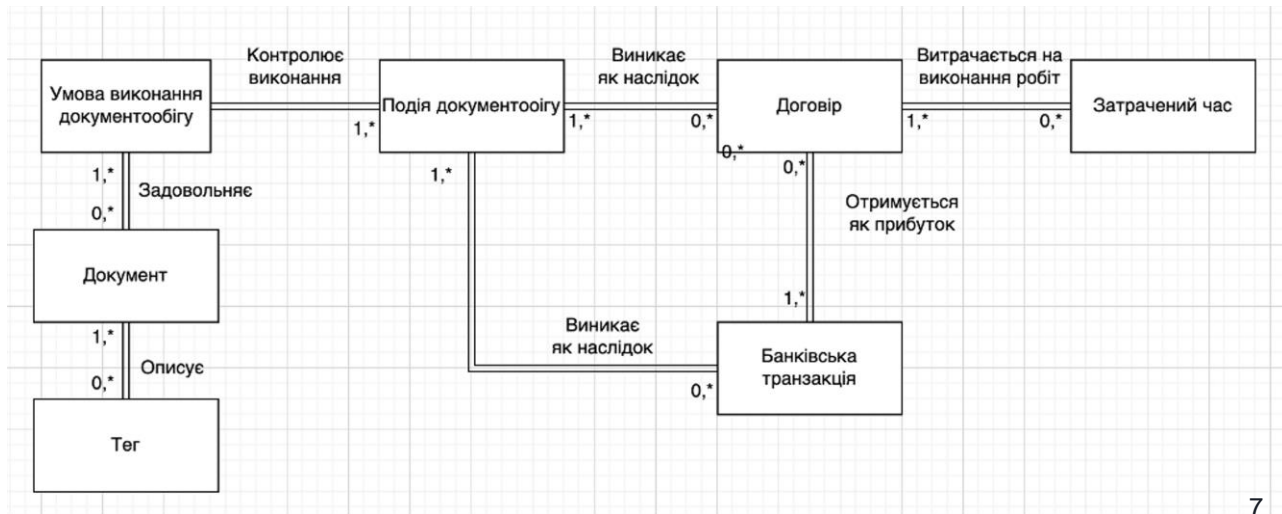 Контролює
виконання
Виникає
як наслідок
Витрачається на
виконання робіт
Умова виконання
документообігу
Подія документооігу
Договір
Затрачений час
1,*
1,*
0,*
1,*
0,*
1,*
Задовольняє
0,*
1,*
0,*
0,*
Отримується
як прибуток
Документ
1,*
Описує
0,*
1,*
Виникає
як наслідок
Банківська
транзакція
0,*
Тег
7